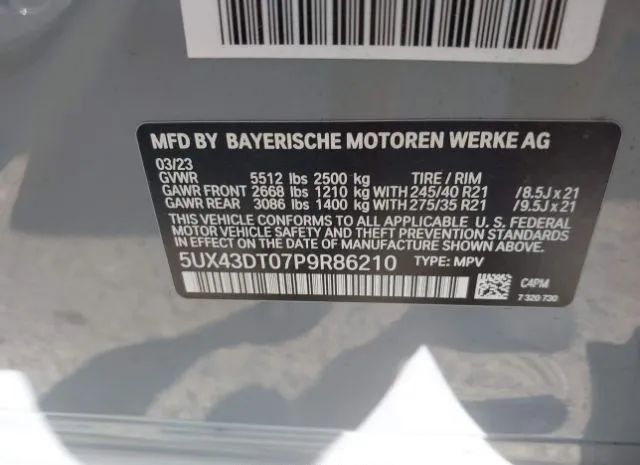 MFD BY BAYERISCHE MOTOREN WERKE AG
03/23
GVWR 5512 lbs 2500 kg TIRE / RIM
GAWR FRONT 2668 lbs 1210 kg WITH 245/40 R21 /8.5J x 21
GAWR REAR 3086 lbs 1400 kg WITH 275/35 R21 /9.5J x 21
THIS VEHICLE CONFORMS TO ALL APPLICABLE U.S. FEDERAL
MOTOR VEHICLE SAFETY AND THEFT PREVENTION STANDARDS
IN EFFECT ON THE DATE OF MANUFACTURE SHOWN ABOVE.
5UX43DT07P9R86210 TYPE: MPV
C4PM
7 320 730